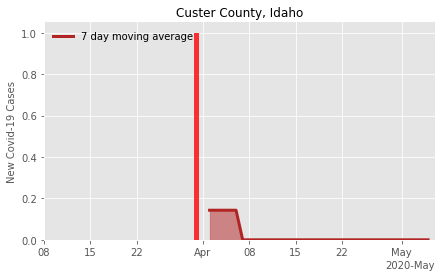 Custer County, Idaho
7 day moving average
New Covid-19 Cases
1.0
0.8
0.6
0.4
0.2
0.0
08 15 22 Apr 08 15 22 May
2020-May